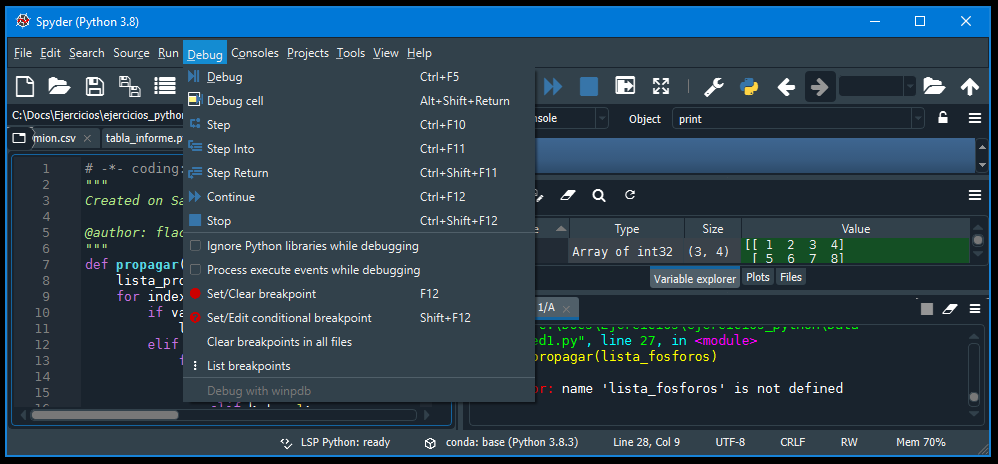 Spyder (Python 3.8)
File Edit Search Source Run Debug Consoles Projects Tools View Help
C:\Docs\Ejercicios\ejercicios_python
nsole
Object print
mion.csv
tabla_informe.p
Debug Ctrl+F5
Debug cell Alt+Shift+Return
Step Ctrl+F10
Step Into Ctrl+F11
Step Return Ctrl+Shift+F11
Continue Ctrl+F12
Stop Ctrl+Shift+F12
Ignore Python libraries while debugging
Process execute events while debugging
Set/Clear breakpoint F12
Set/Edit conditional breakpoint Shift+F12
Clear breakpoints in all files
List breakpoints
Debug with winpdb
1 # -*- coding:
2 """
3 Created on Sa
4
5 @author: flac
6 """
7 def propagar(
8 lista_pro
9 for index
10 if va
11 l
12 elif
13 f
14
15
16
Type Size Value
Array of int32 (3, 4) [[ 1 2 3 4]
[ 5 6 7 8]
Variable explorer Plots Files
1/A
ed1.py", line 27, in <module>
propagar(lista_fosforos)
or: name 'lista_fosforos' is not defined
LSP Python: ready conda: base (Python 3.8.3) Line 28, Col 9 UTF-8 CRLF RW Mem 70%